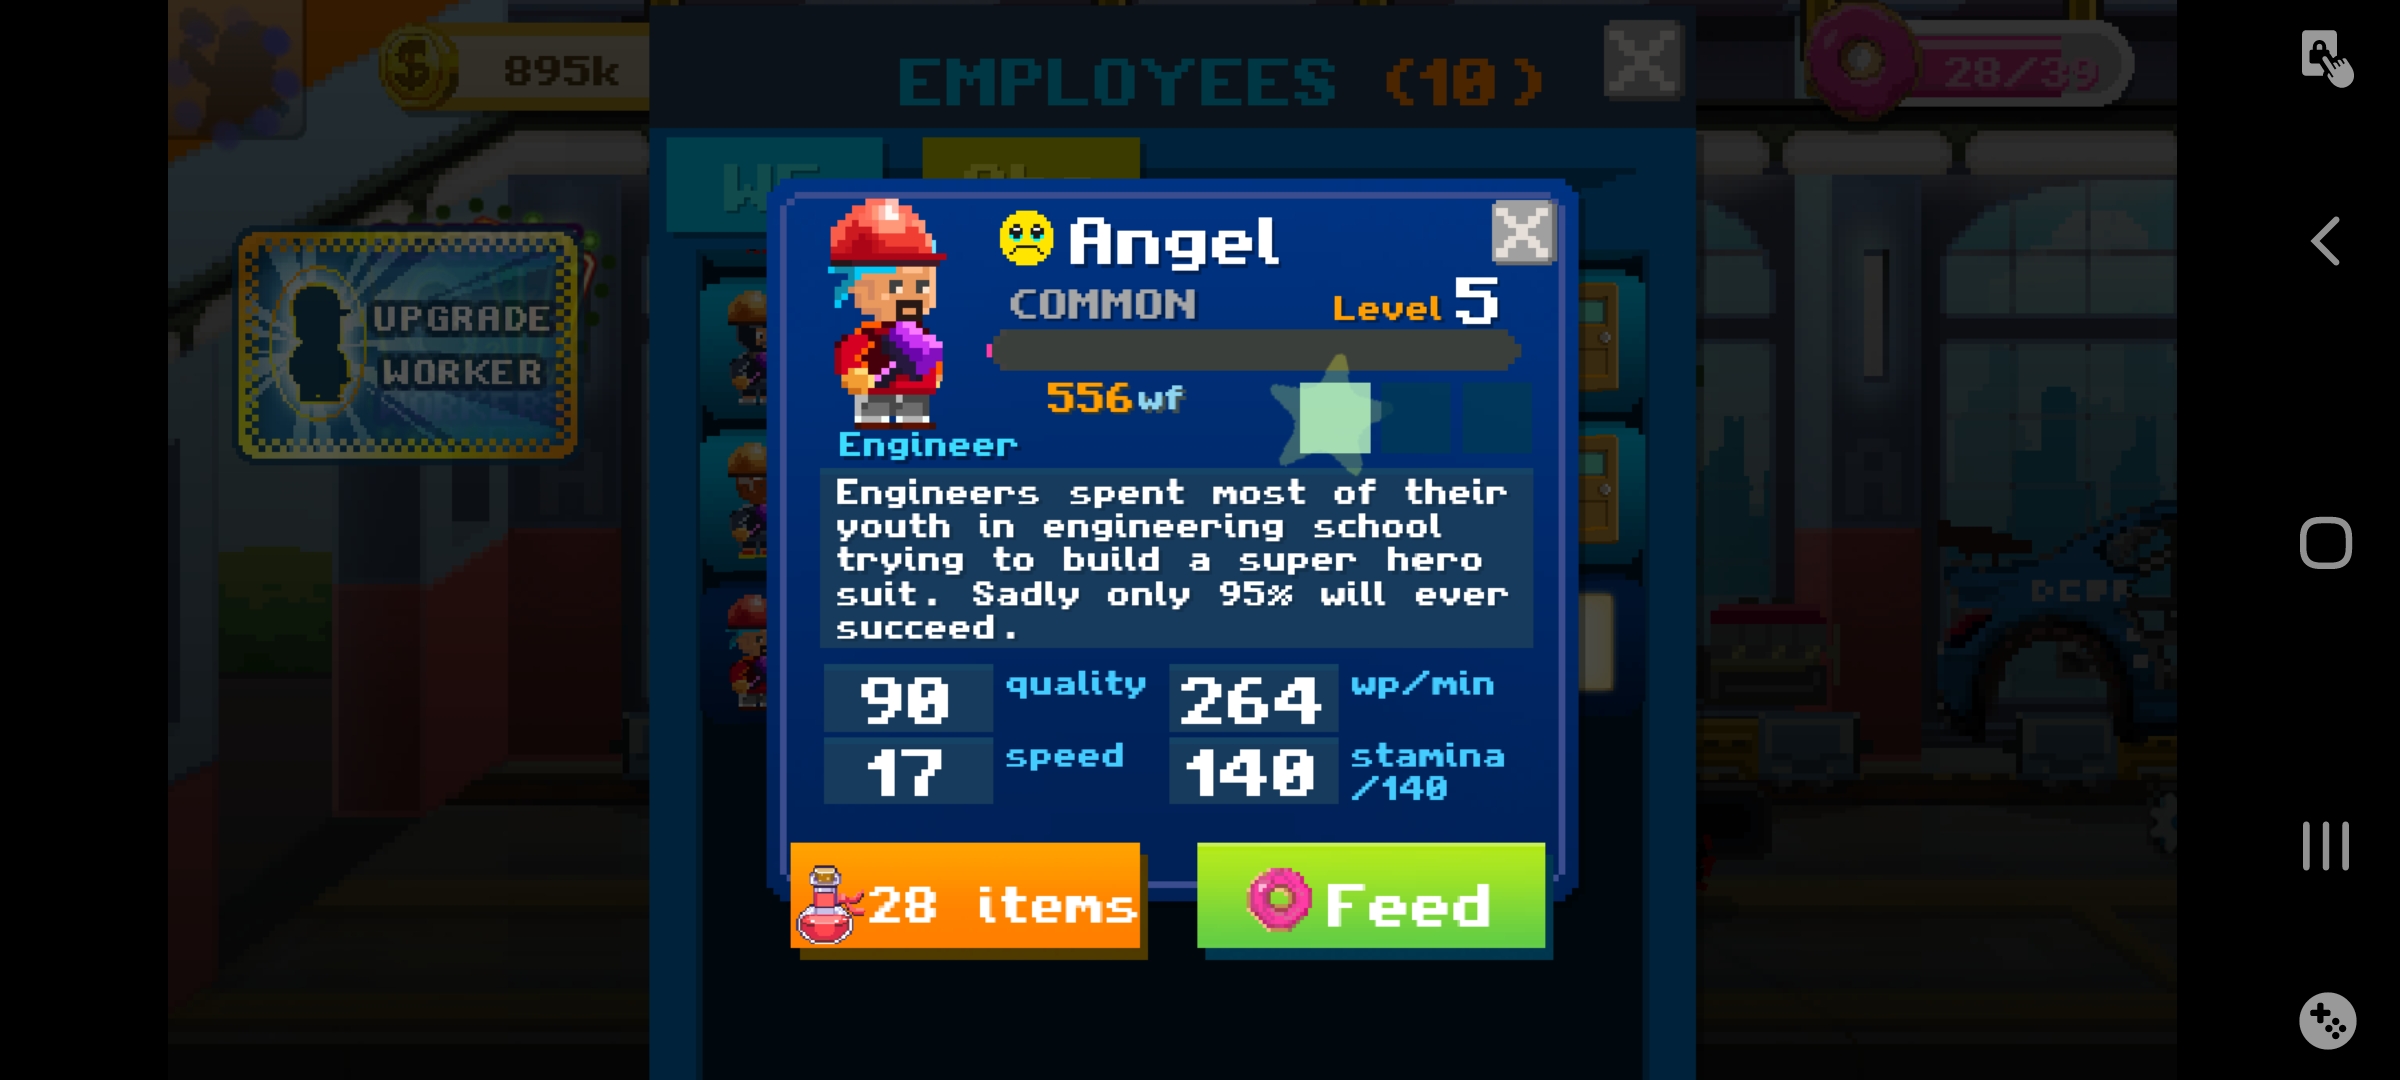 895k
EMPLOYEES (10)
28/39
Angel
COMMON
Level 5
UPGRADE
WORKER
556wf
Engineer
Engineers spent most of their
youth in engineering school
trying to build a super hero
suit. Sadly only 95% will ever
succeed.
90 quality
264 wp/min
17 speed
140 stamina
/140
28 items
Feed